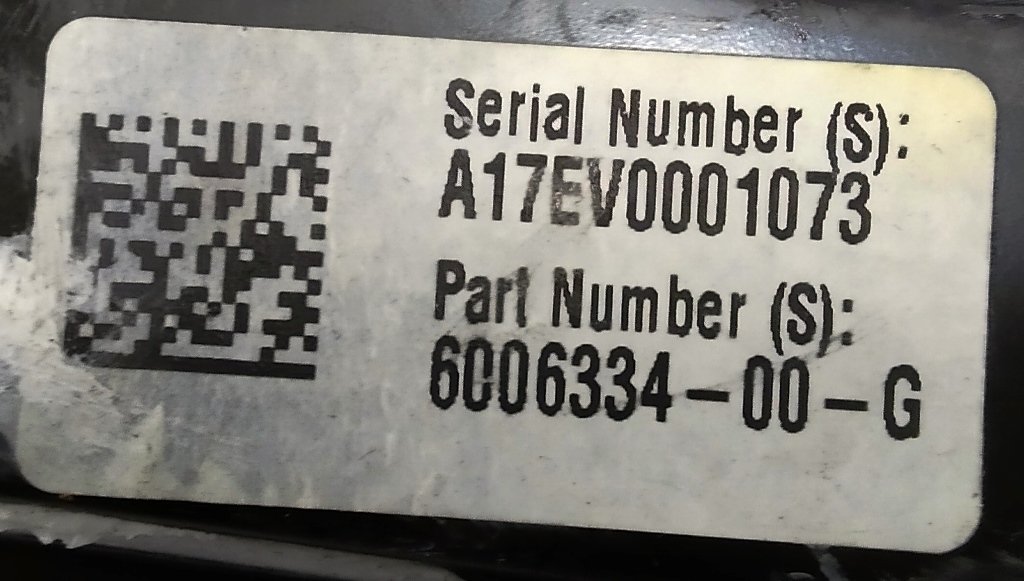 Serial Number (S):
A17EV0001073
Part Number (S):
6006334-00-G